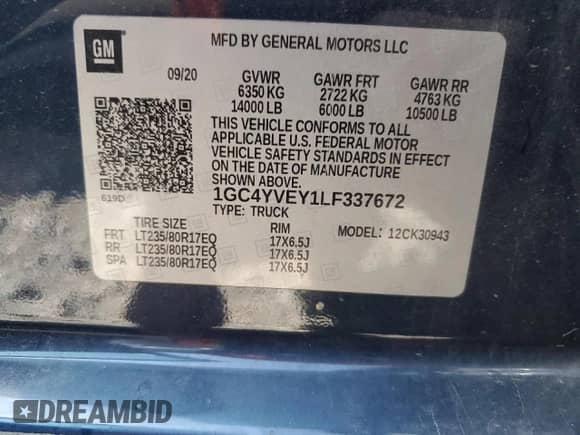 GM
MFD BY GENERAL MOTORS LLC
09/20 GVWR GAWR FRT GAWR RR
6350 KG 2722 KG 4763 KG
14000 LB 6000 LB 10500 LB
THIS VEHICLE CONFORMS TO ALL
APPLICABLE U.S. FEDERAL MOTOR
VEHICLE SAFETY STANDARDS IN EFFECT
ON THE DATE OF MANUFACTURE
SHOWN ABOVE.
619D
1GC4YVEY1LF337672
TYPE: TRUCK
TIRE SIZE RIM MODEL: 12CK30943
FRT LT235/80R17EQ 17X6.5J
RR LT235/80R17EQ 17X6.5J
SPA LT235/80R17EQ 17X6.5J
DREAMBID